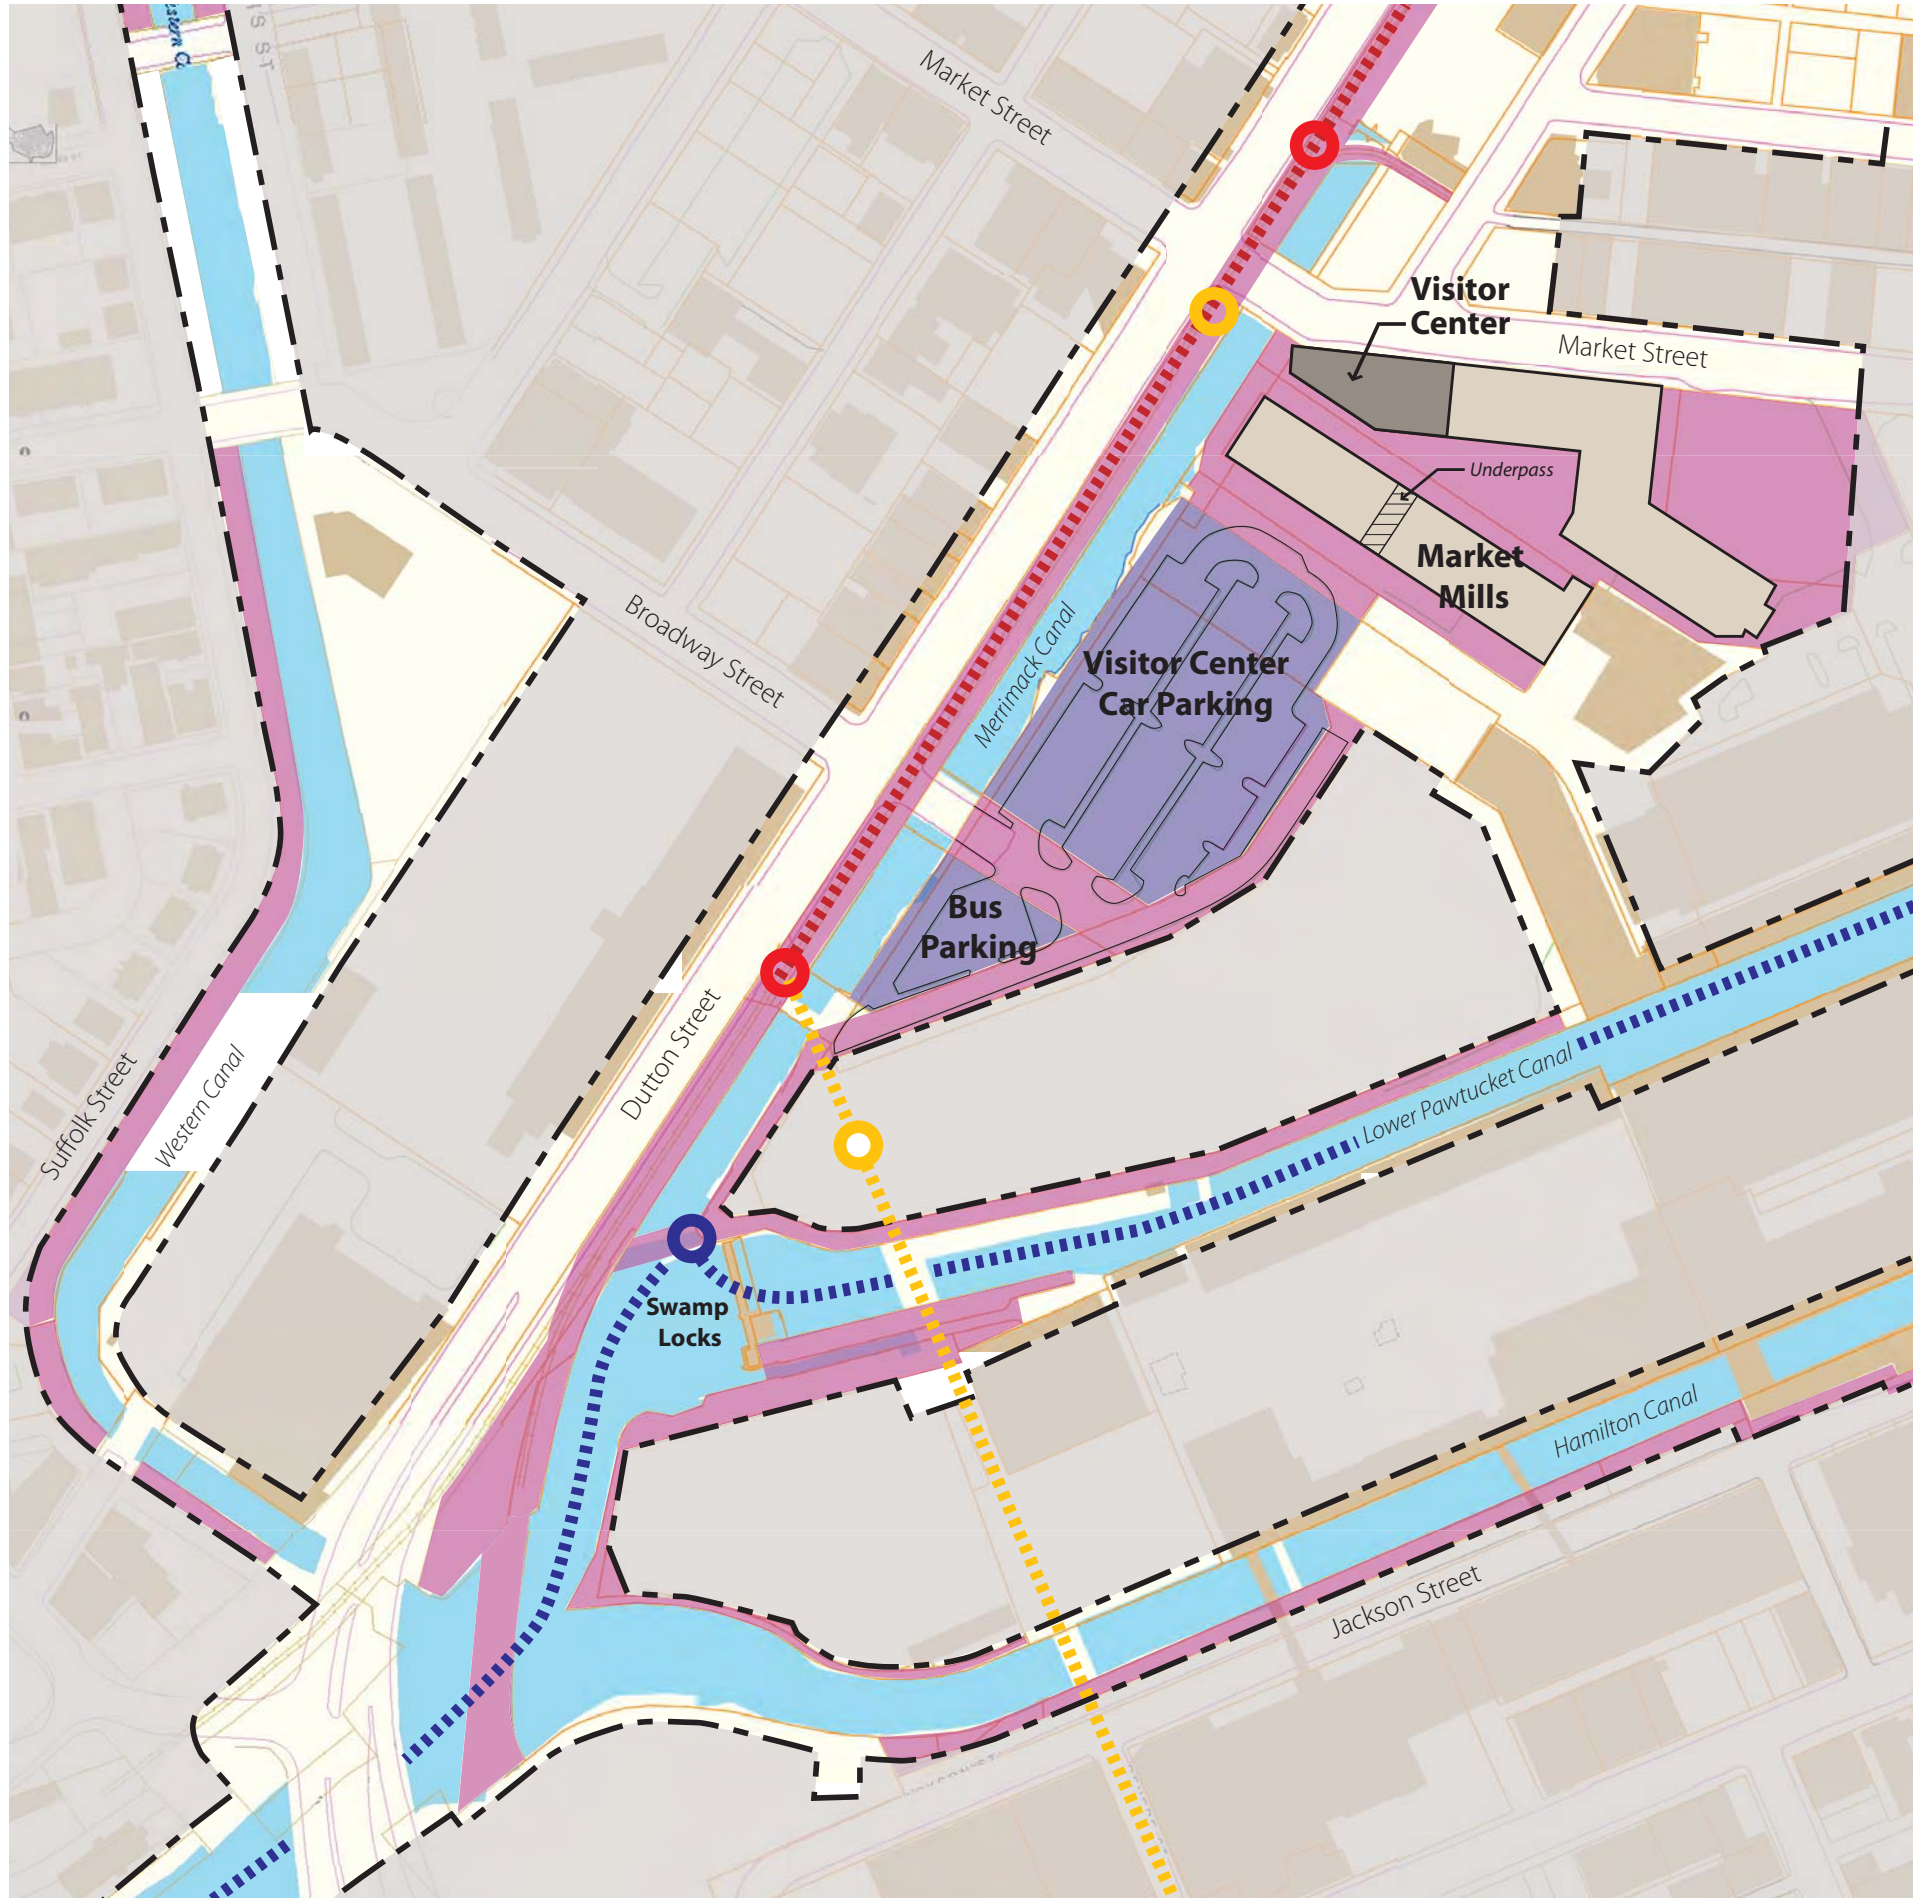 Market Street
Visitor
Center
Market Street
Underpass
Market
Mills
Broadway Street
Merrimack Canal
Visitor Center
Car Parking
Bus
Parking
Dutton Street
Suffolk Street
Western Canal
Lower Pawtucket Canal
Swamp
Locks
Hamilton Canal
Jackson Street